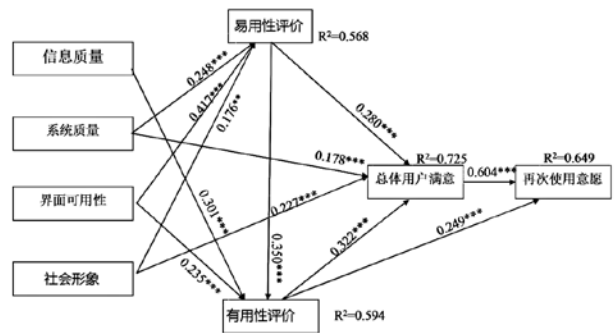 易用性评价
R²=0.568
信息质量
0.248***
0.417***
0.176**
系统质量
0.280***
0.178***
R²=0.725
R²=0.649
总体用户满意
0.604***
再次使用意愿
界面可用性
0.301***
0.227***
0.350***
0.322***
0.249***
社会形象
0.235***
有用性评价
R²=0.594